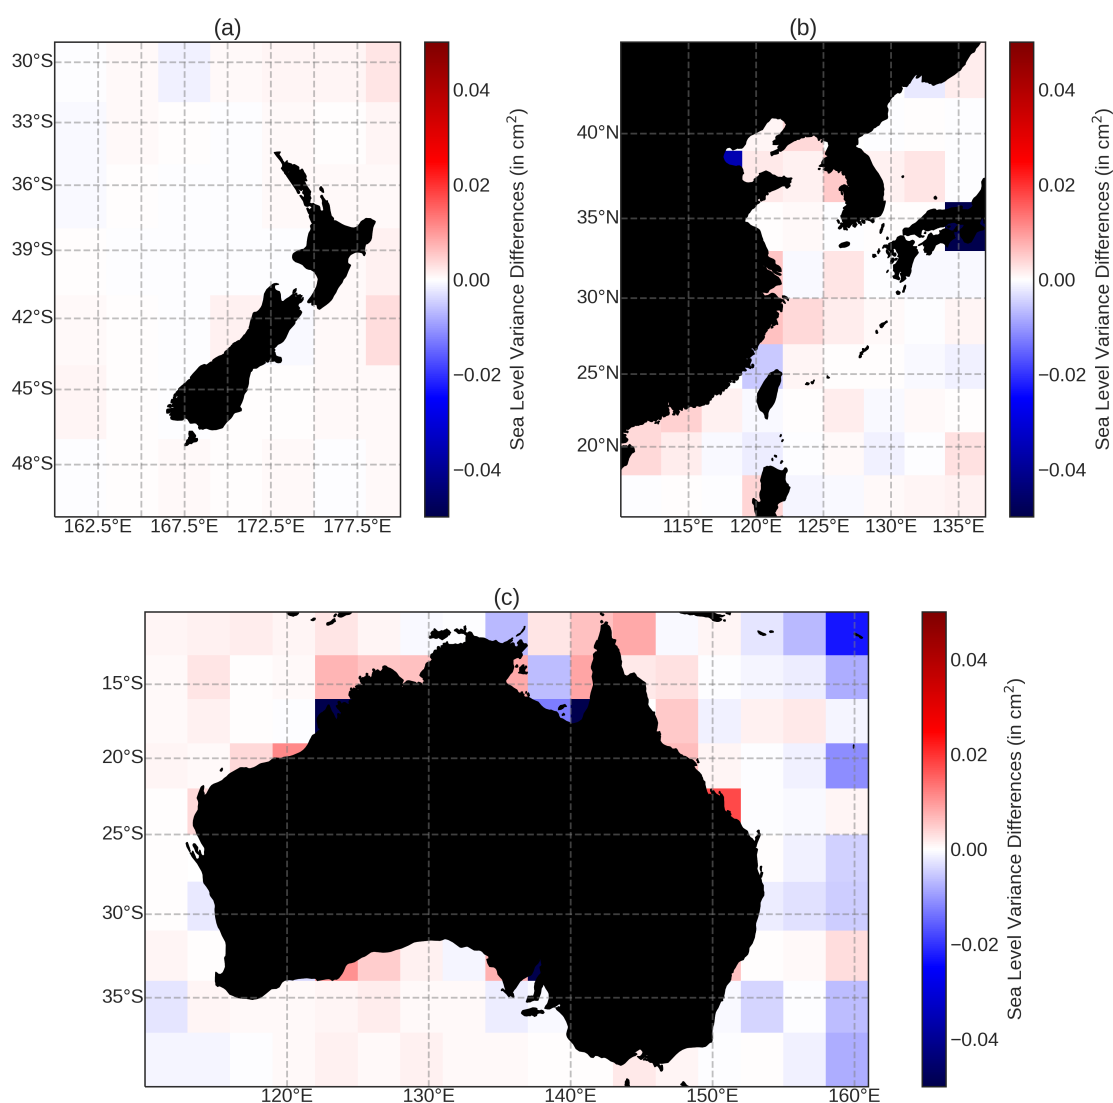 (a)
30°S
33°S
36°S
39°S
42°S
45°S
48°S
162.5°E 167.5°E 172.5°E 177.5°E
0.04
0.02
0.00
−0.02
−0.04
Sea Level Variance Differences (in cm²)
(b)
40°N
35°N
30°N
25°N
20°N
115°E 120°E 125°E 130°E 135°E
0.04
0.02
0.00
−0.02
−0.04
Sea Level Variance Differences (in cm²)
(c)
15°S
20°S
25°S
30°S
35°S
120°E 130°E 140°E 150°E 160°E
0.04
0.02
0.00
−0.02
−0.04
Sea Level Variance Differences (in cm²)